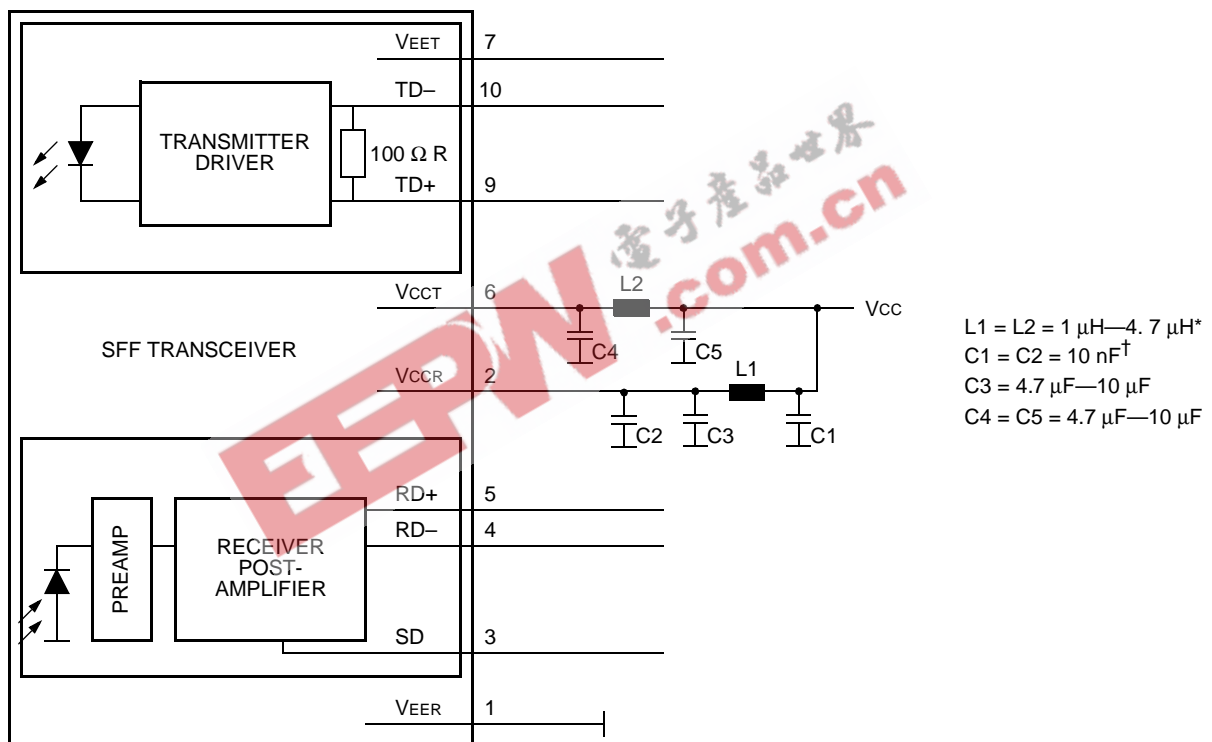 VEET 7
TD– 10
TRANSMITTER
DRIVER
100 Ω R
TD+ 9
電子產品世界
.com.cn
EEPW
VCCT 6
L2
VCC
C4
C5
SFF TRANSCEIVER
VCCR 2
L1
C2
C3
C1
L1 = L2 = 1 μH—4. 7 μH*
C1 = C2 = 10 nF†
C3 = 4.7 μF—10 μF
C4 = C5 = 4.7 μF—10 μF
RD+ 5
RD– 4
PREAMP
RECEIVER
POST-
AMPLIFIER
SD 3
VEER 1